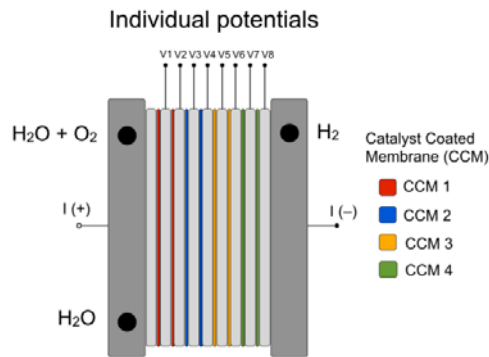 Individual potentials
V1 V2 V3 V4 V5 V6 V7 V8
H₂O + O₂
H₂
I (+)
I (−)
H₂O
Catalyst Coated
Membrane (CCM)
CCM 1
CCM 2
CCM 3
CCM 4